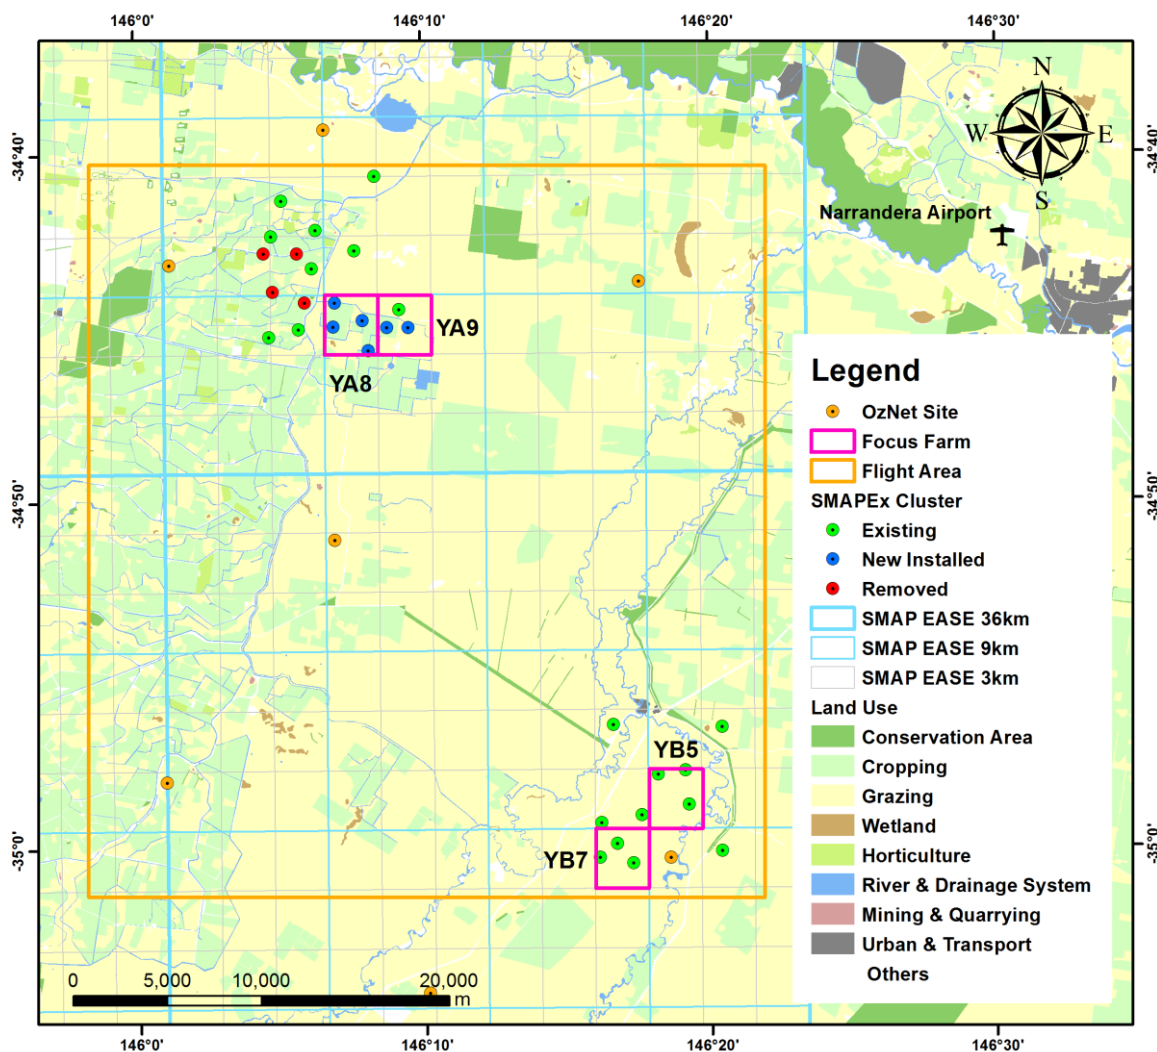 146°0' 146°10' 146°20' 146°30'
N
W E
S
-34°40' -34°40'
Narrandera Airport
YA9
YA8
Legend
OzNet Site
Focus Farm
Flight Area
SMAPEx Cluster
Existing
New Installed
Removed
SMAP EASE 36km
SMAP EASE 9km
SMAP EASE 3km
Land Use
Conservation Area
Cropping
Grazing
Wetland
Horticulture
River & Drainage System
Mining & Quarrying
Urban & Transport
Others
-34°50' -34°50'
YB5
YB7
-35°0' -35°0'
0 5,000 10,000 20,000
m
146°0' 146°10' 146°20' 146°30'